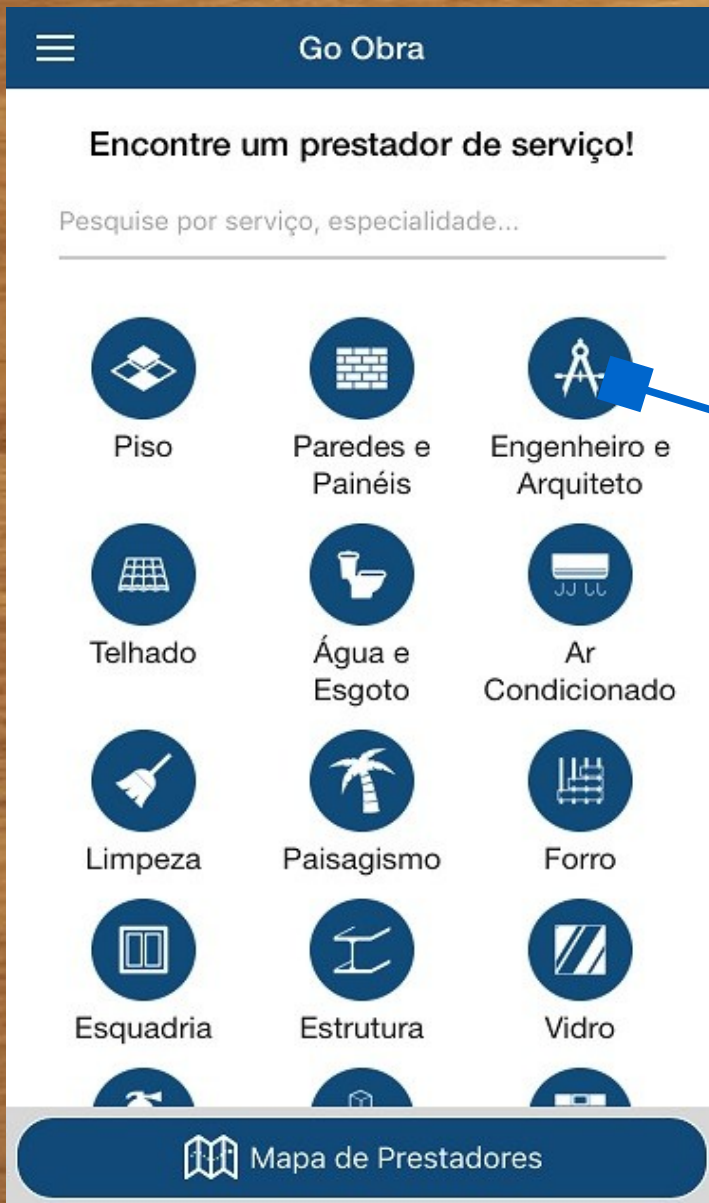 Go Obra
Encontre um prestador de serviço!
Pesquise por serviço, especialidade...
Piso
Paredes e
Painéis
Engenheiro e
Arquiteto
Telhado
Água e
Esgoto
Ar
Condicionado
Limpeza
Paisagismo
Forro
Esquadria
Estrutura
Vidro
Mapa de Prestadores